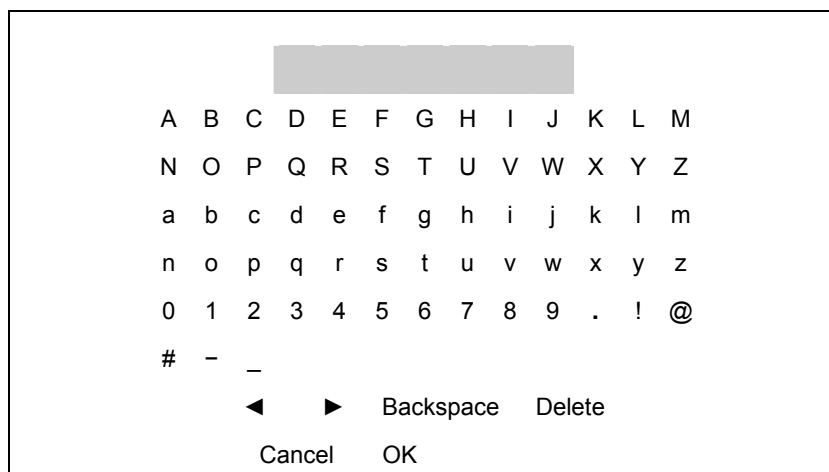 A B C D E F G H I J K L M
N O P Q R S T U V W X Y Z
a b c d e f g h i j k l m
n o p q r s t u v w x y z
0 1 2 3 4 5 6 7 8 9 . ! @
# − _
◄ ► Backspace Delete
Cancel OK